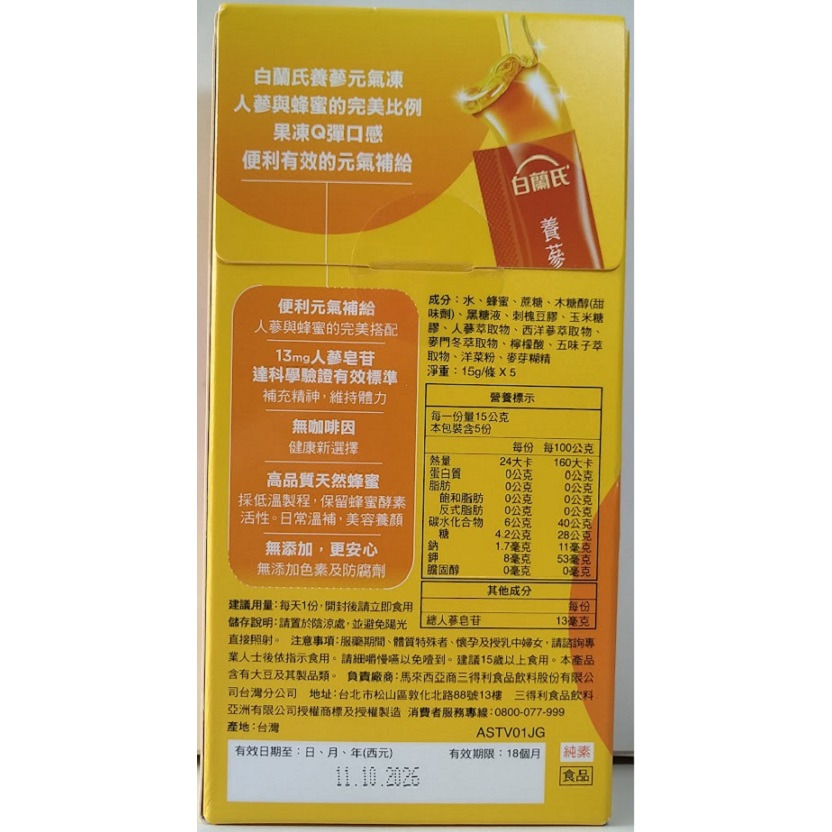 白蘭氏養蔘元氣凍
人蔘與蜂蜜的完美比例
果凍Q彈口感
便利有效的元氣補給
白蘭氏
養蔘
便利元氣補給
人蔘與蜂蜜的完美搭配
13mg人蔘皂苷
達科學驗證有效標準
補充精神，維持體力
無咖啡因
健康新選擇
高品質天然蜂蜜
採低溫製程，保留蜂蜜酵素
活性。日常溫補，美容養顏
無添加，更安心
無添加色素及防腐劑
成分：水、蜂蜜、蔗糖、木糖醇(甜
味劑)、黑糖液、刺槐豆膠、玉米糖
膠、人蔘萃取物、西洋蔘萃取物、
麥門冬萃取物、檸檬酸、五味子萃
取物、洋菜粉、麥芽糊精
淨重：15g/條 X 5
營養標示
每一份量15公克
本包裝含5份
每份 每100公克
熱量 24大卡 160大卡
蛋白質 0公克 0公克
脂肪 0公克 0公克
飽和脂肪 0公克 0公克
反式脂肪 0公克 0公克
碳水化合物 6公克 40公克
糖 4.2公克 28公克
鈉 1.7毫克 11毫克
鉀 8毫克 53毫克
膽固醇 0毫克 0毫克
其他成分
每份
總人蔘皂苷 13毫克
建議用量：每天1份，開封後請立即食用
儲存說明：請置於陰涼處，並避免陽光
直接照射。 注意事項：服藥期間、體質特殊者、懷孕及授乳中婦女，請諮詢專
業人士後依指示食用。請細嚼慢嚥以免噎到。建議15歲以上食用。本產品
含有大豆及其製品類。 負責廠商：馬來西亞商三得利食品飲料股份有限公
司台灣分公司 地址：台北市松山區敦化北路88號13樓 三得利食品飲料
亞洲有限公司授權商標及授權製造 消費者服務專線：0800-077-999
產地：台灣
ASTV01JG
有效日期至：日、月、年(西元)
有效期限：18個月
11.10.2026
純素
食品